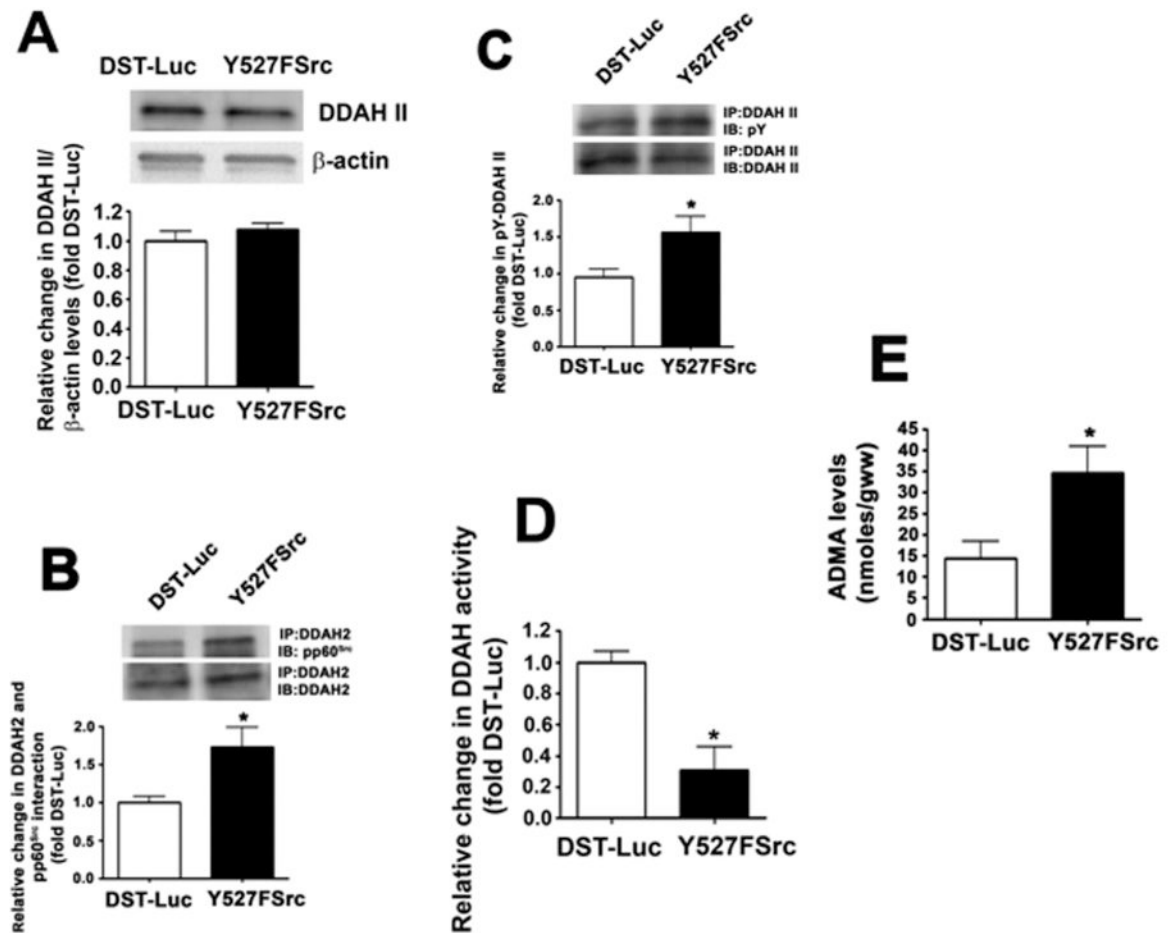 A
DST-Luc Y527FSrc
DDAH II
β-actin
Relative change in DDAH II/
β-actin levels (fold DST-Luc)
1.2
1.0
0.8
0.6
0.4
0.2
0.0
DST-Luc Y527FSrc
B
DST-Luc
Y527FSrc
IP:DDAH2
IB: pp60Src
IP:DDAH2
IB:DDAH2
Relative change in DDAH2 and
pp60Src interaction
(fold DST-Luc)
2.0
1.5
1.0
0.5
0.0
*
DST-Luc Y527FSrc
C
DST-Luc
Y527FSrc
IP:DDAH II
IB: pY
IP:DDAH II
IB:DDAH II
Relative change in pY-DDAH II
(fold DST-Luc)
2.0
1.5
1.0
0.5
0.0
*
DST-Luc Y527FSrc
D
Relative change in DDAH activity
(fold DST-Luc)
1.2
1.0
0.8
0.6
0.4
0.2
0.0
*
DST-Luc Y527FSrc
E
ADMA levels
(nmoles/gww)
45
40
35
30
25
20
15
10
5
0
*
DST-Luc Y527FSrc